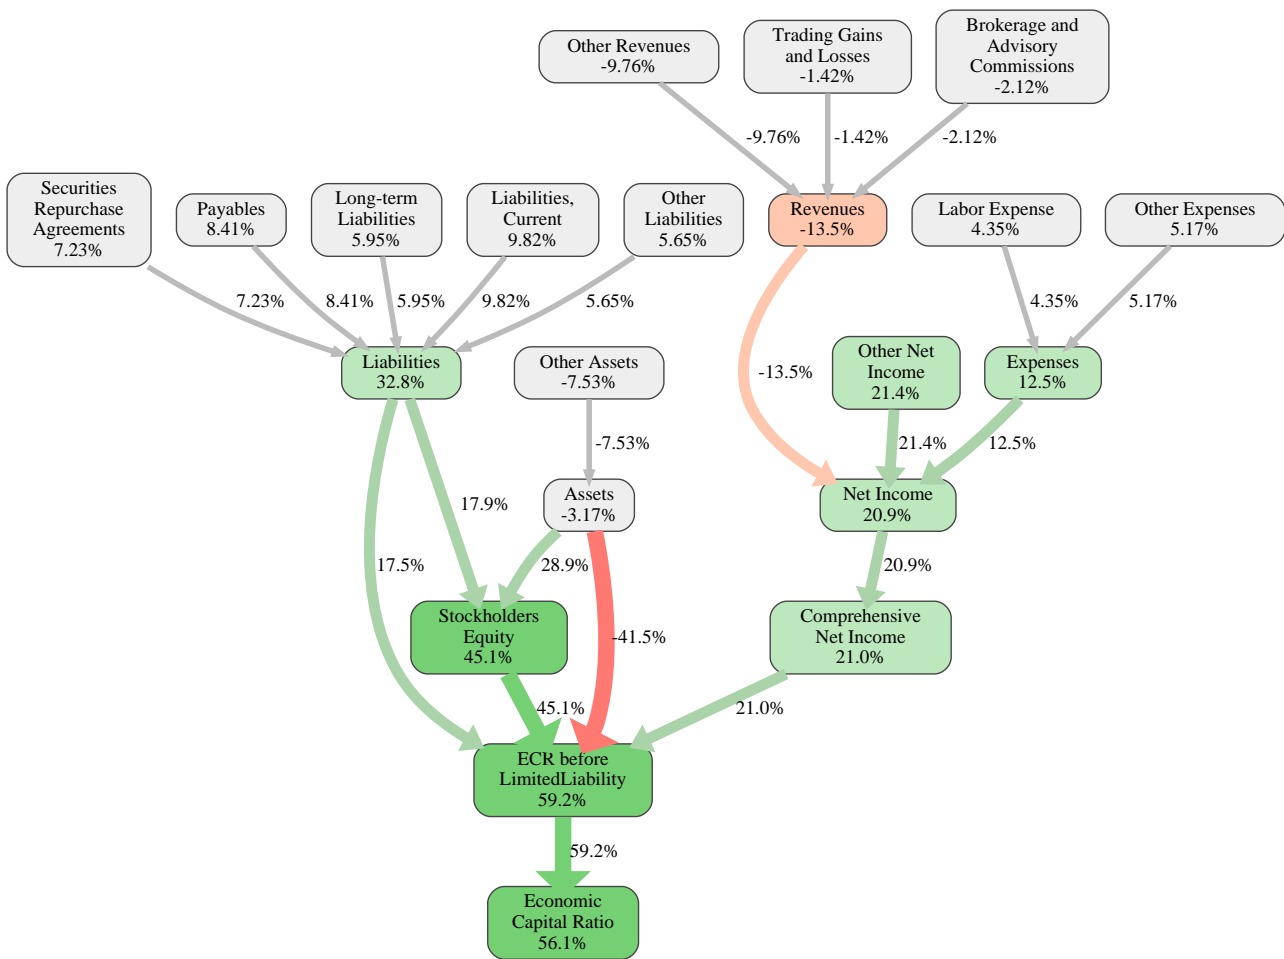 Other Revenues
-9.76%
Trading Gains
and Losses
-1.42%
Brokerage and
Advisory
Commissions
-2.12%
-9.76%
-1.42%
-2.12%
Securities
Repurchase
Agreements
7.23%
Payables
8.41%
Long-term
Liabilities
5.95%
Liabilities,
Current
9.82%
Other
Liabilities
5.65%
Revenues
-13.5%
Labor Expense
4.35%
Other Expenses
5.17%
7.23%
8.41%
5.95%
9.82%
5.65%
4.35%
5.17%
Liabilities
32.8%
Other Assets
-7.53%
-13.5%
Other Net
Income
21.4%
Expenses
12.5%
-7.53%
21.4%
12.5%
17.9%
Assets
-3.17%
Net Income
20.9%
17.5%
28.9%
20.9%
Stockholders
Equity
45.1%
-41.5%
Comprehensive
Net Income
21.0%
45.1%
21.0%
ECR before
LimitedLiability
59.2%
59.2%
Economic
Capital Ratio
56.1%